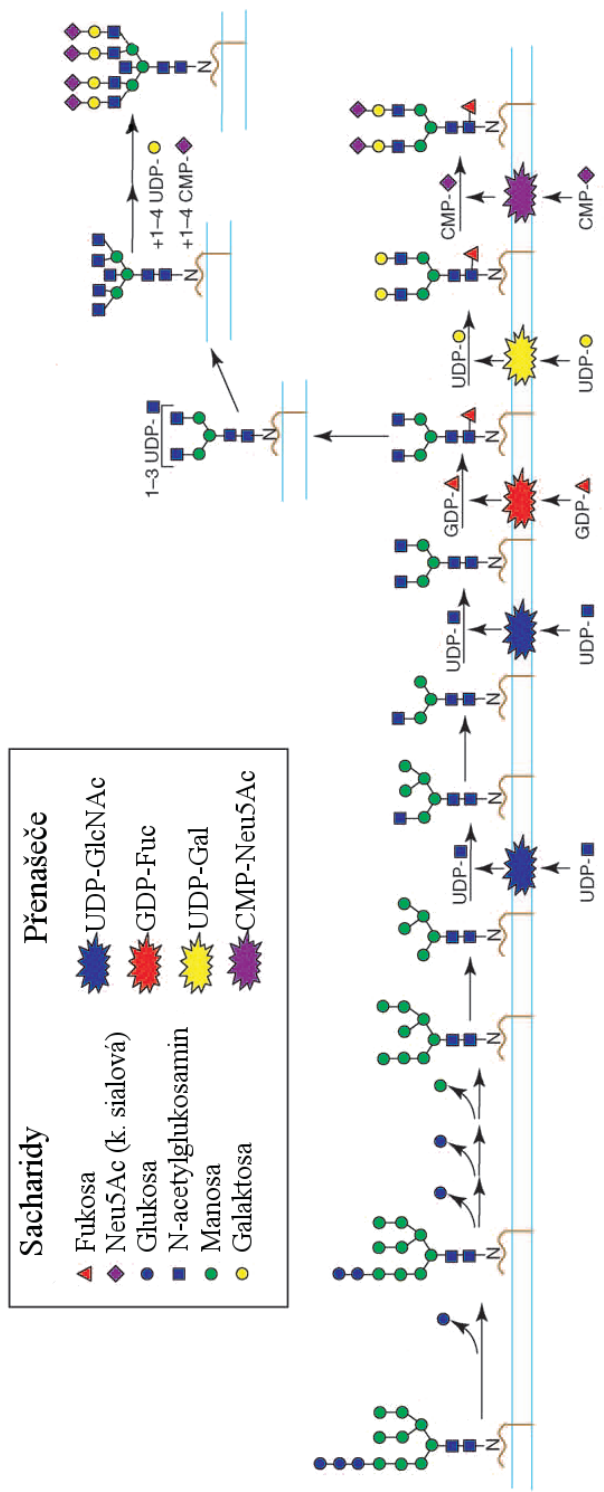 Sacharidy
Fukosa
Neu5Ac (k. sialová)
Glukosa
N-acetylglukosamin
Manosa
Galaktosa
Přenašeče
UDP-GlcNAc
GDP-Fuc
UDP-Gal
CMP-Neu5Ac
1–3 UDP-
N
N
+1–4 UDP-
+1–4 CMP-
N
N
N
N
N
UDP-
N
N
UDP-
N
GDP-
N
UDP-
N
CMP-
N
UDP-
UDP-
GDP-
UDP-
CMP-